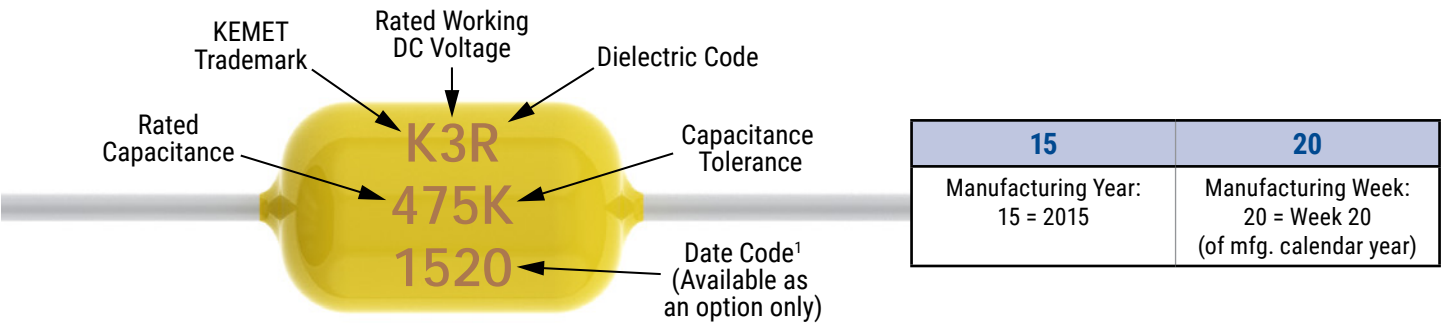 KEMET
Trademark
Rated Working
DC Voltage
Dielectric Code
Rated
Capacitance
Capacitance
Tolerance
K3R
475K
1520
Date Code1
(Available as
an option only)
15
20
Manufacturing Year:
15 = 2015
Manufacturing Week:
20 = Week 20
(of mfg. calendar year)